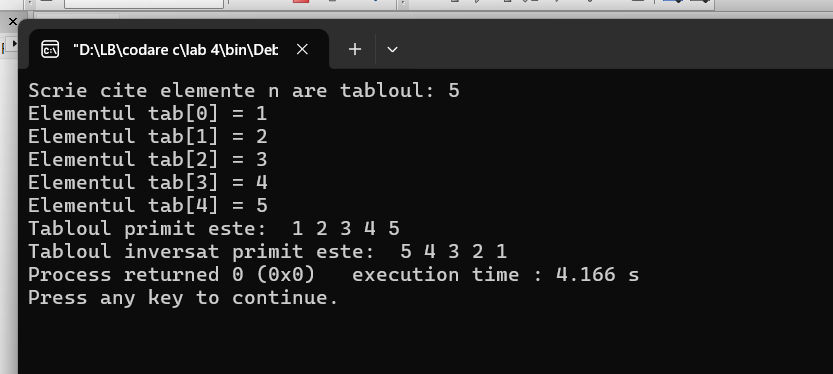 "D:\LB\codare c\lab 4\bin\Deb
Scrie cite elemente n are tabloul: 5
Elementul tab[0] = 1
Elementul tab[1] = 2
Elementul tab[2] = 3
Elementul tab[3] = 4
Elementul tab[4] = 5
Tabloul primit este:  1 2 3 4 5
Tabloul inversat primit este:  5 4 3 2 1
Process returned 0 (0x0)   execution time : 4.166 s
Press any key to continue.